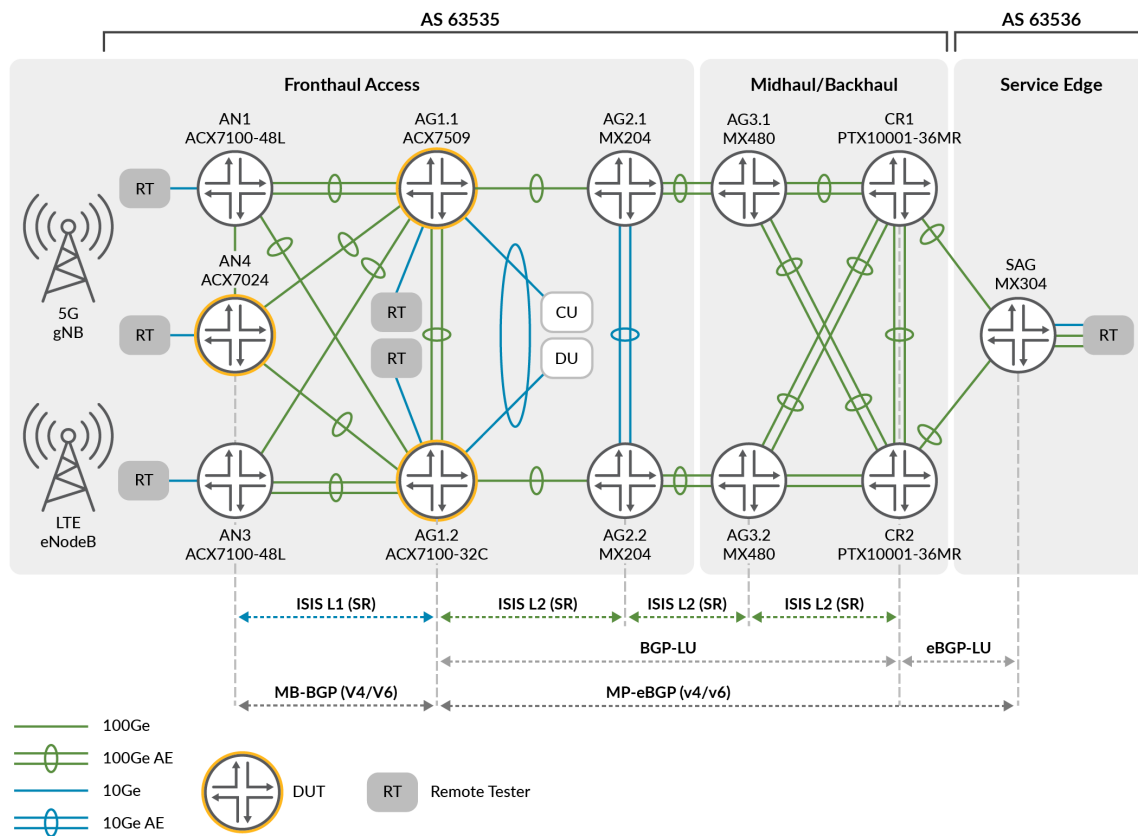 AS 63535
AS 63536
Fronthaul Access
Midhaul/Backhaul
Service Edge
AN1
ACX7100-48L
AG1.1
ACX7509
AG2.1
MX204
AG3.1
MX480
CR1
PTX10001-36MR
RT
5G
gNB
AN4
ACX7024
RT
RT
RT
CU
DU
SAG
MX304
RT
LTE
eNodeB
RT
AN3
ACX7100-48L
AG1.2
ACX7100-32C
AG2.2
MX204
AG3.2
MX480
CR2
PTX10001-36MR
ISIS L1 (SR)
ISIS L2 (SR)
ISIS L2 (SR)
ISIS L2 (SR)
BGP-LU
eBGP-LU
MB-BGP (V4/V6)
MP-eBGP (v4/v6)
100Ge
100Ge AE
10Ge
10Ge AE
DUT
RT
Remote Tester